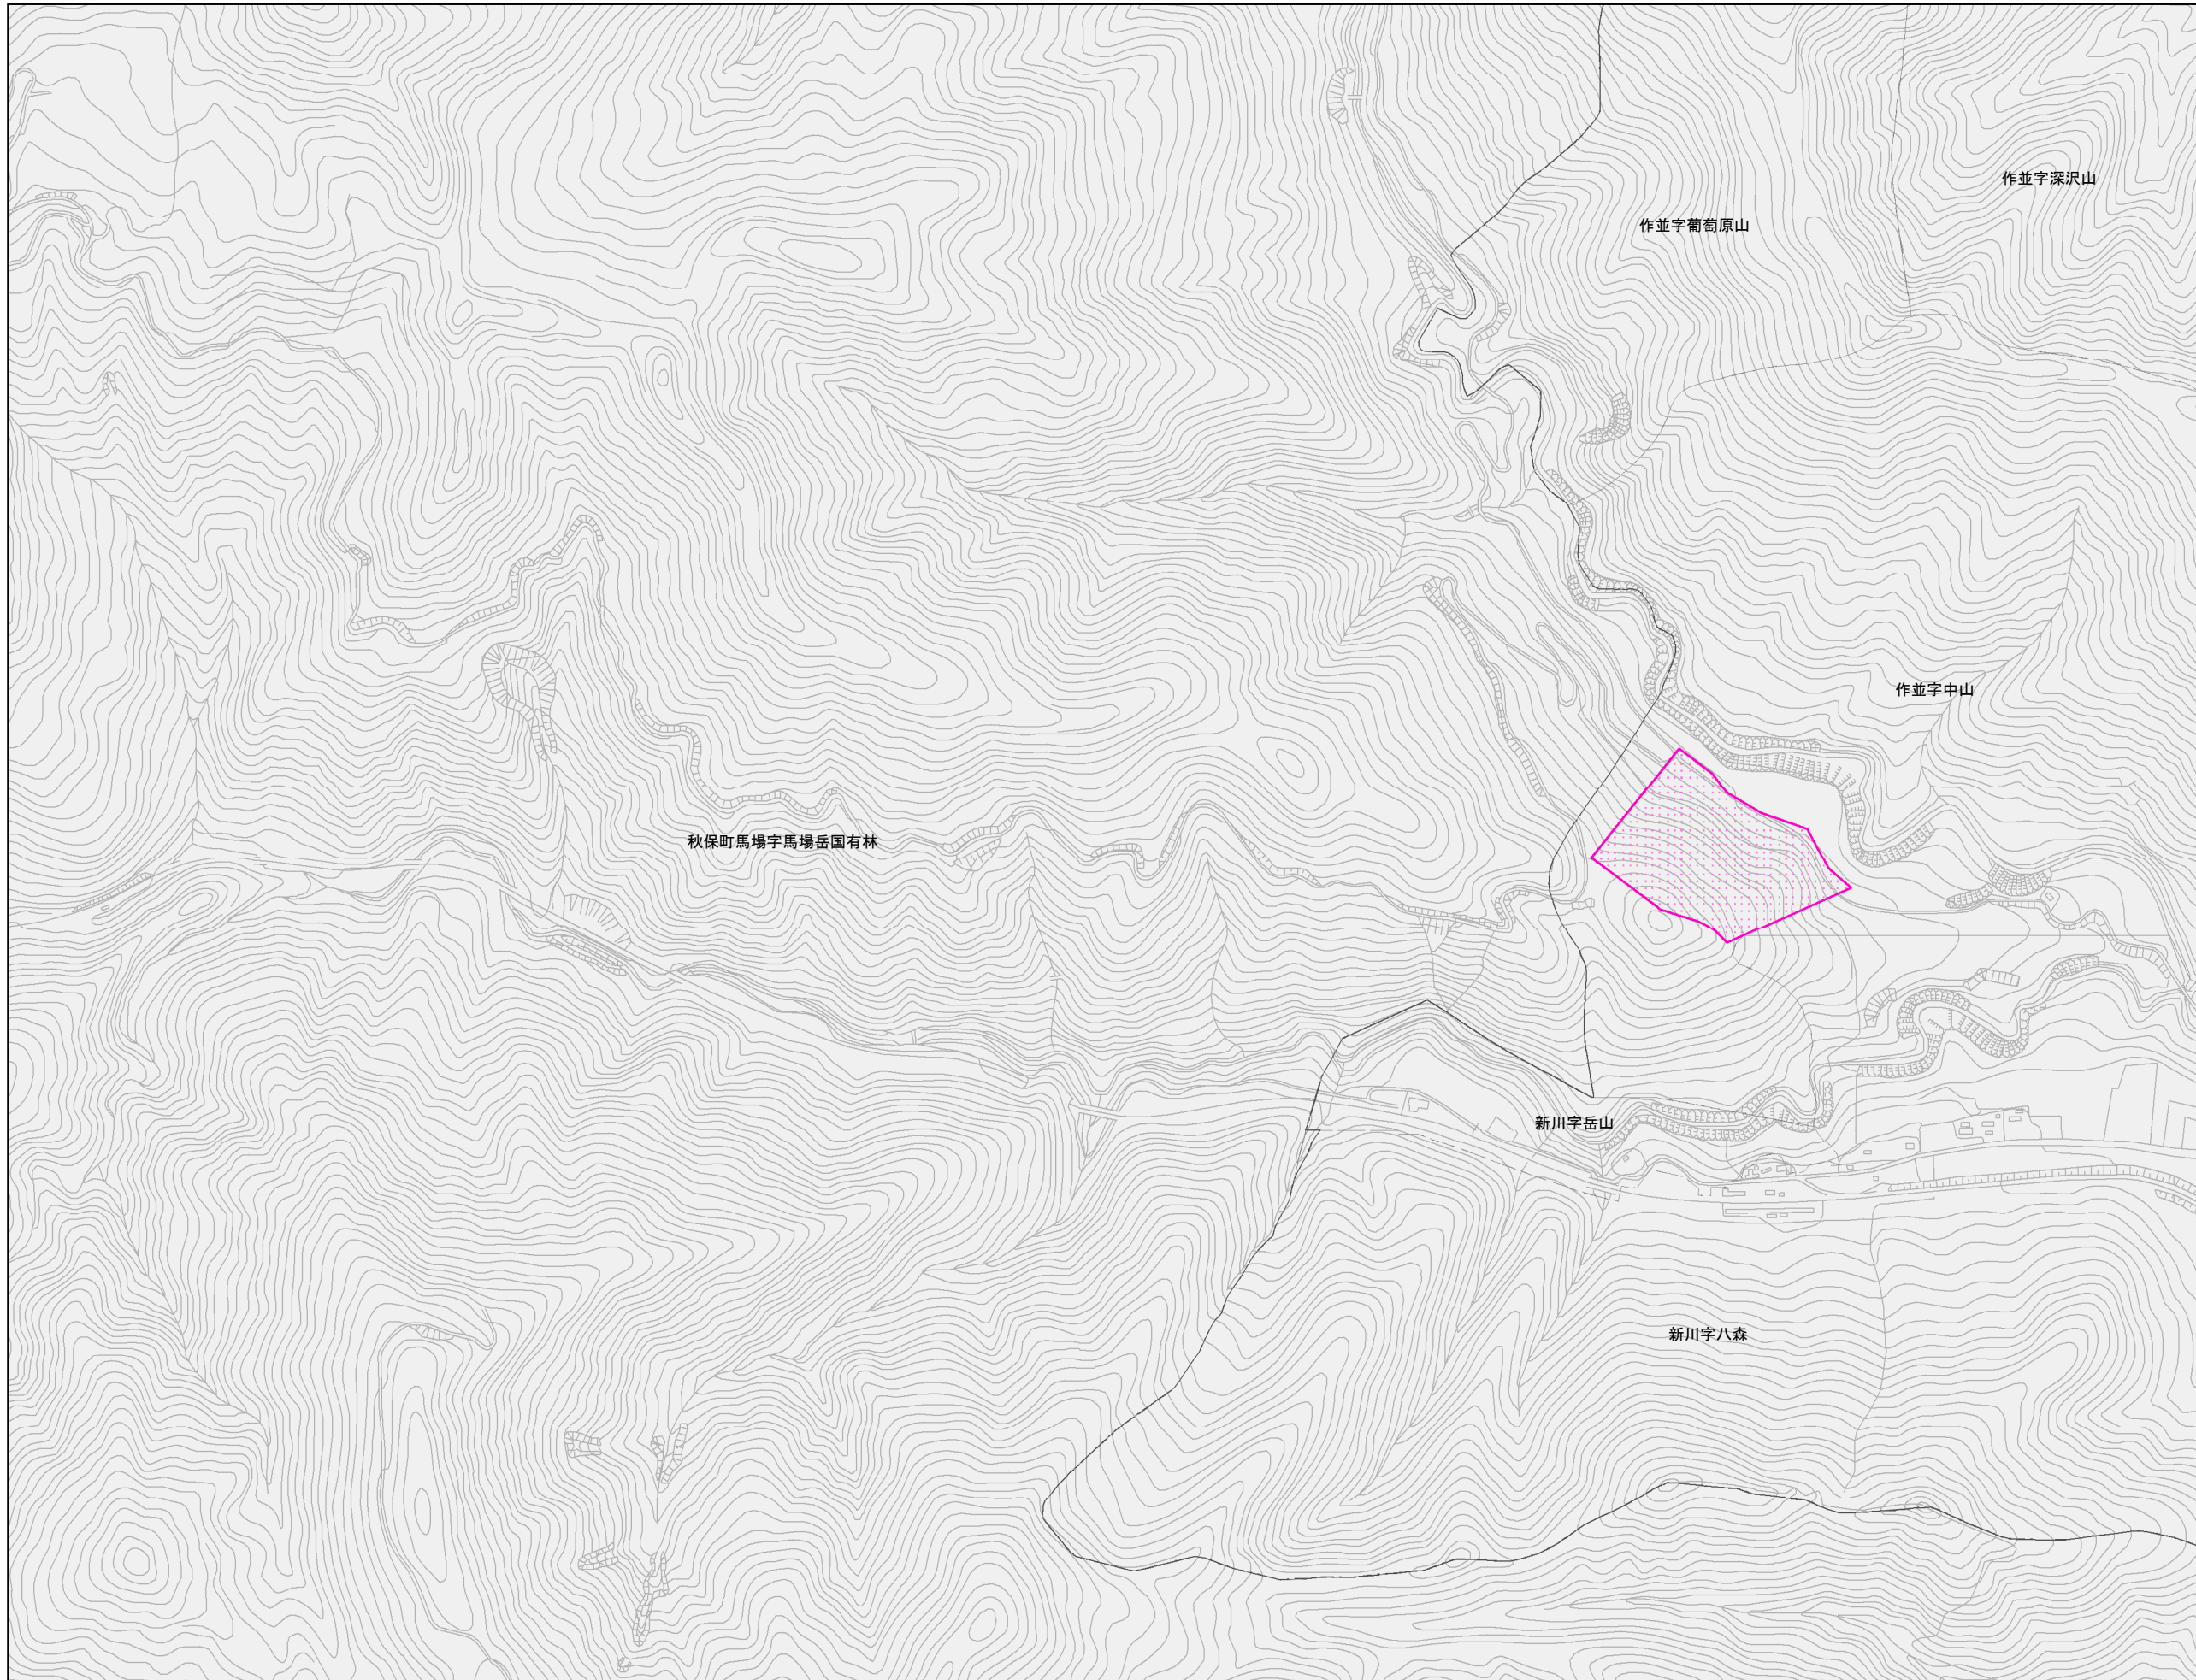 作並字深沢山
作並字葡萄原山
作並字中山
秋保町馬場字馬場岳国有林
新川字岳山
新川字八森